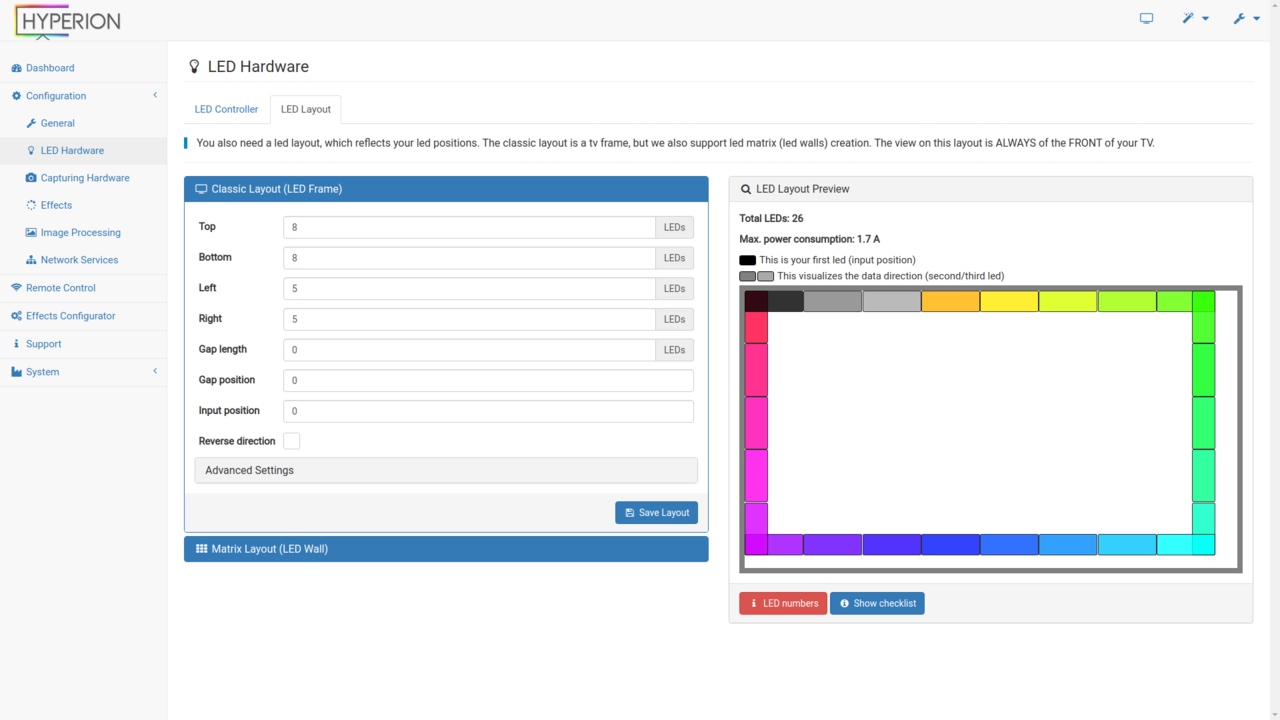 HYPERION
Dashboard
Configuration
General
LED Hardware
Capturing Hardware
Effects
Image Processing
Network Services
Remote Control
Effects Configurator
Support
System
LED Hardware
LED Controller
LED Layout
You also need a led layout, which reflects your led positions. The classic layout is a tv frame, but we also support led matrix (led walls) creation. The view on this layout is ALWAYS of the FRONT of your TV.
Classic Layout (LED Frame)
Top 8 LEDs
Bottom 8 LEDs
Left 5 LEDs
Right 5 LEDs
Gap length 0 LEDs
Gap position 0
Input position 0
Reverse direction
Advanced Settings
Save Layout
Matrix Layout (LED Wall)
LED Layout Preview
Total LEDs: 26
Max. power consumption: 1.7 A
This is your first led (input position)
This visualizes the data direction (second/third led)
LED numbers
Show checklist